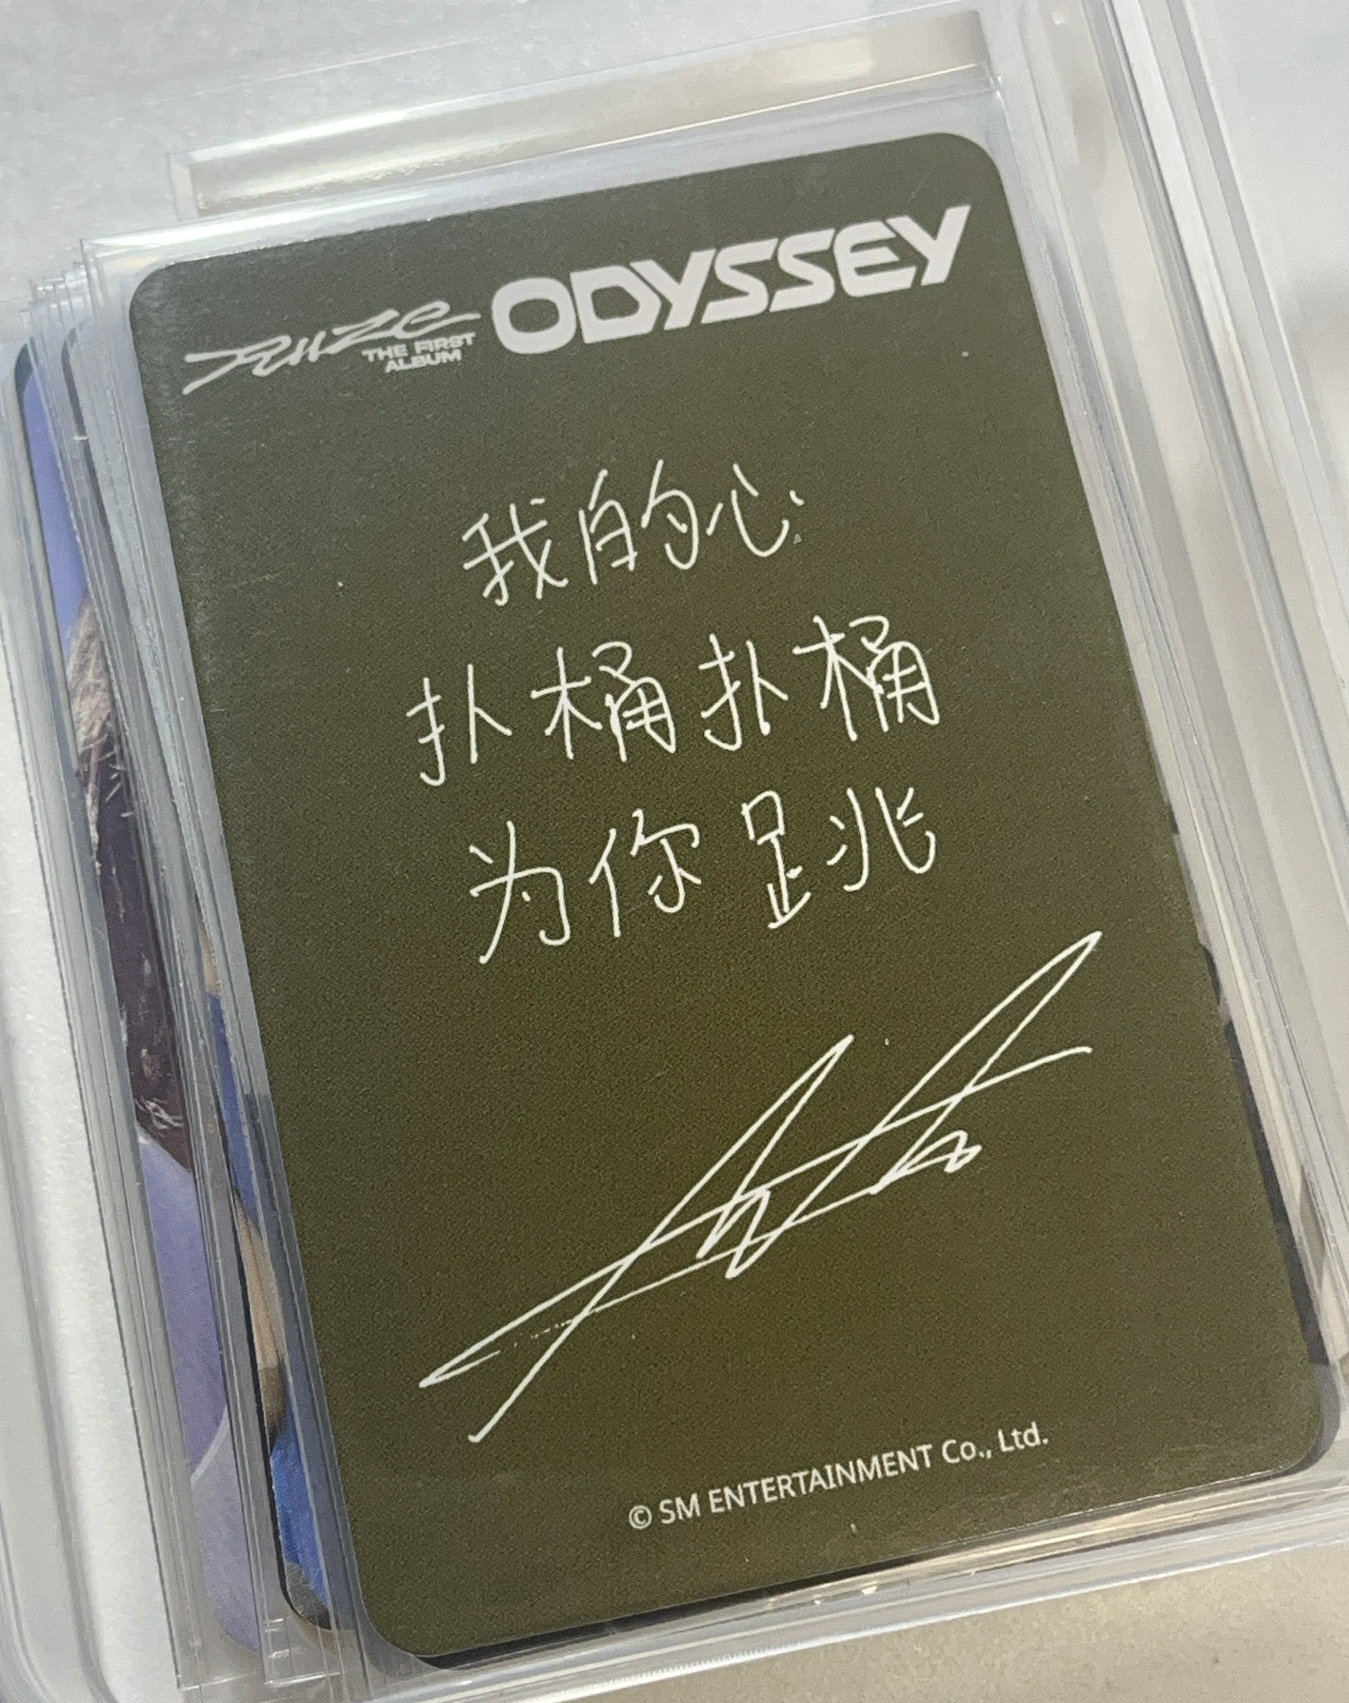 RIIZE THE FIRST ALBUM ODYSSEY
我的心
扑桶扑桶
为你跳
© SM ENTERTAINMENT Co., Ltd.